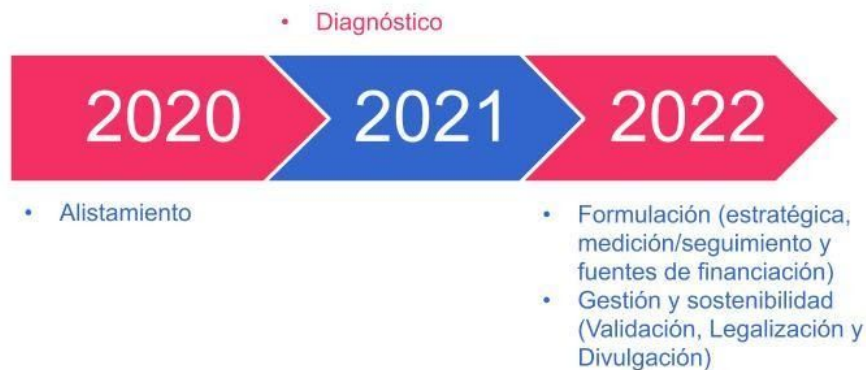 • Diagnóstico
2020
2021
2022
• Alistamiento
• Formulación (estratégica,
medición/seguimiento y
fuentes de financiación)
• Gestión y sostenibilidad
(Validación, Legalización y
Divulgación)